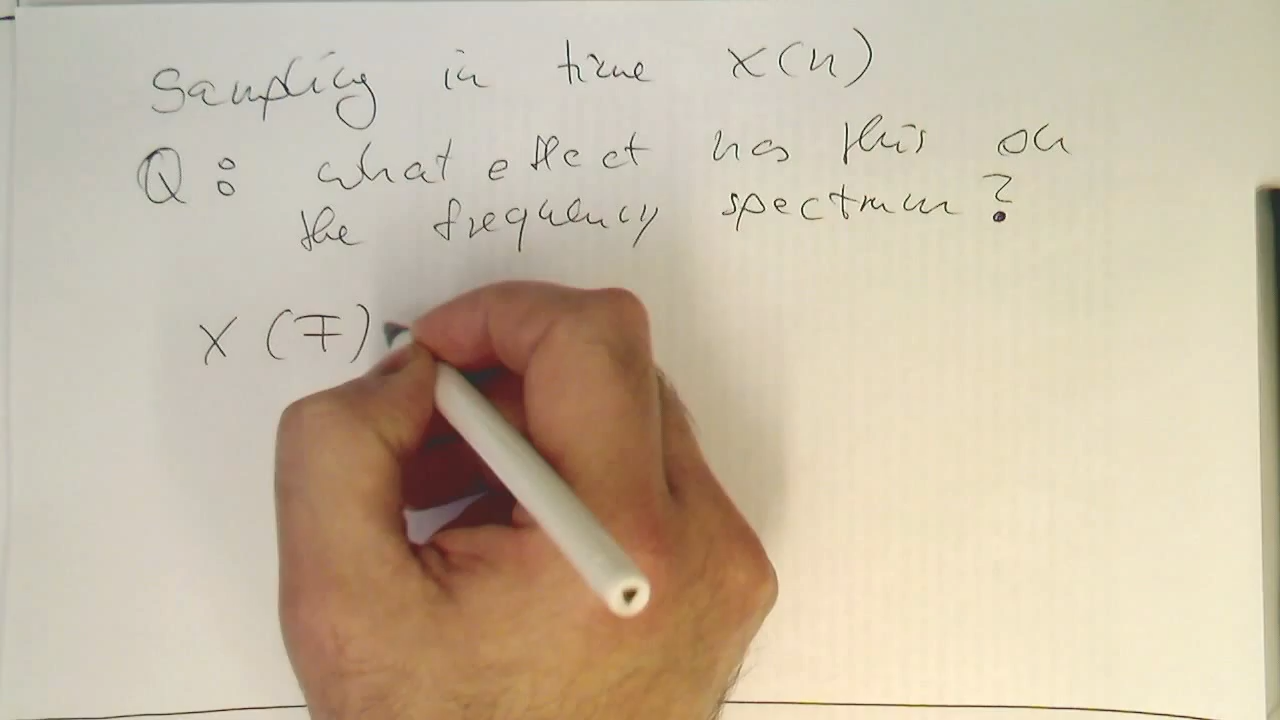 Sampling in time x(n)
Q: what effect has this on
the frequency spectrum?
X(F)